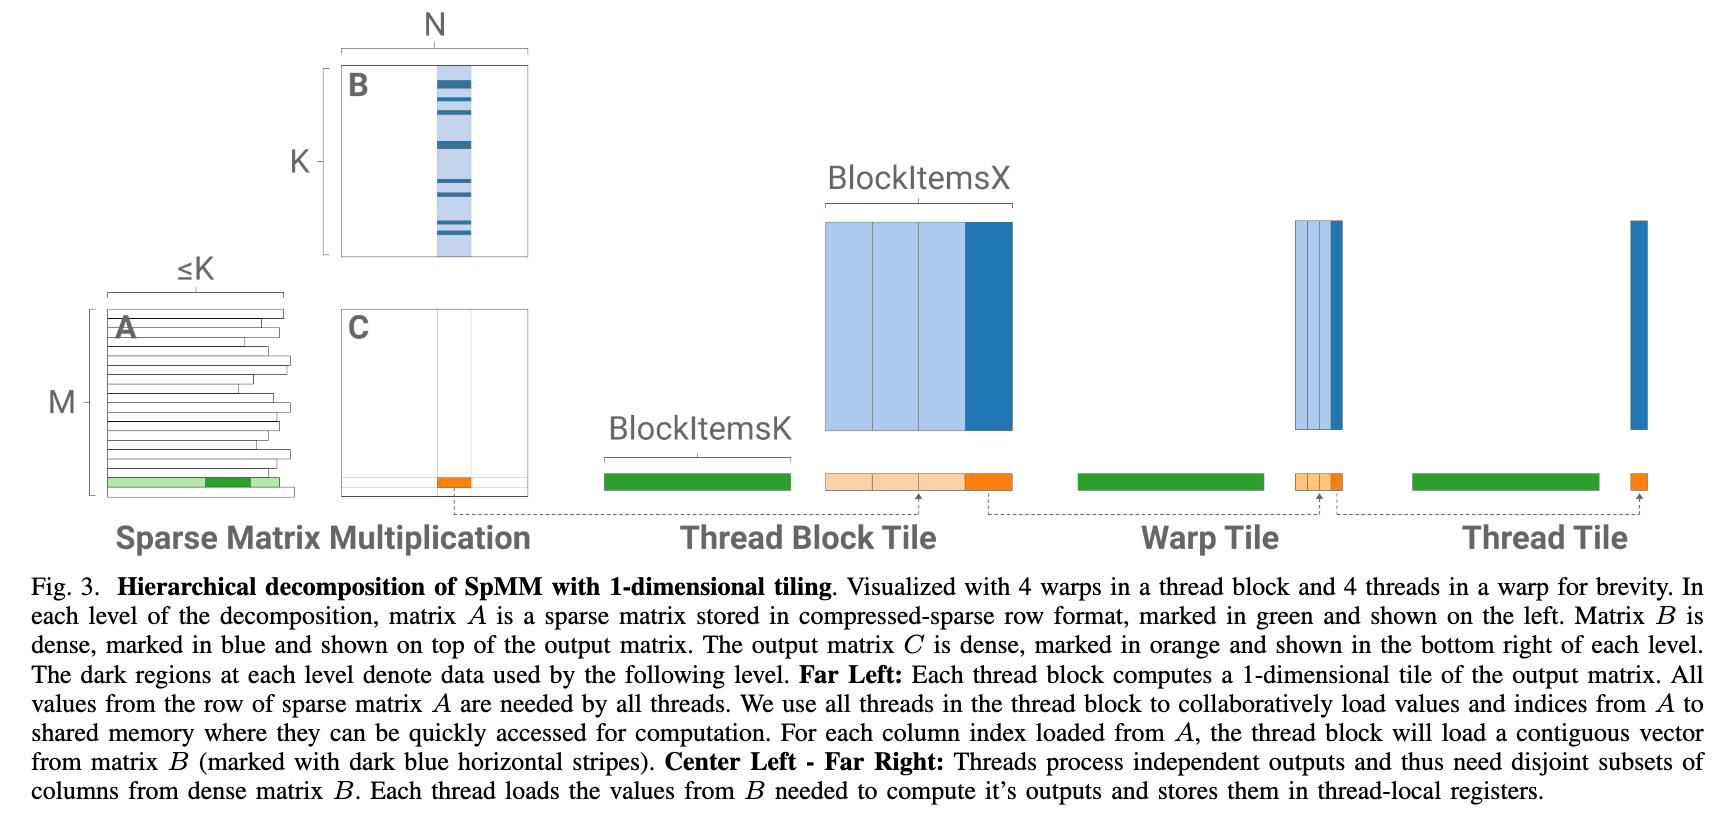 N
B
K
BlockItemsX
≤K
A
C
M
BlockItemsK
Sparse Matrix Multiplication
Thread Block Tile
Warp Tile
Thread Tile
Fig. 3. Hierarchical decomposition of SpMM with 1-dimensional tiling. Visualized with 4 warps in a thread block and 4 threads in a warp for brevity. In
each level of the decomposition, matrix A is a sparse matrix stored in compressed-sparse row format, marked in green and shown on the left. Matrix B is
dense, marked in blue and shown on top of the output matrix. The output matrix C is dense, marked in orange and shown in the bottom right of each level.
The dark regions at each level denote data used by the following level. Far Left: Each thread block computes a 1-dimensional tile of the output matrix. All
values from the row of sparse matrix A are needed by all threads. We use all threads in the thread block to collaboratively load values and indices from A to
shared memory where they can be quickly accessed for computation. For each column index loaded from A, the thread block will load a contiguous vector
from matrix B (marked with dark blue horizontal stripes). Center Left - Far Right: Threads process independent outputs and thus need disjoint subsets of
columns from dense matrix B. Each thread loads the values from B needed to compute it's outputs and stores them in thread-local registers.